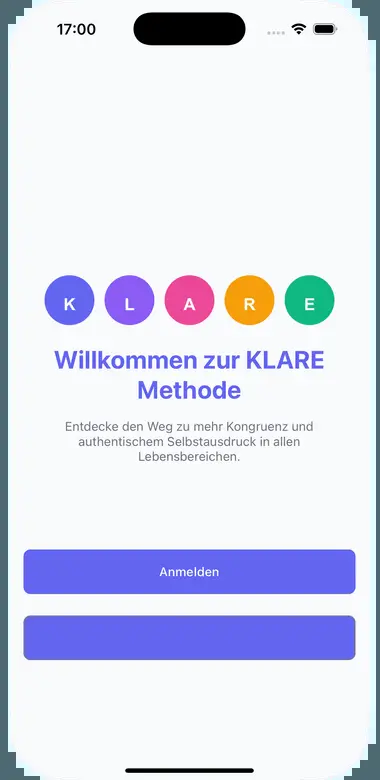 17:00
K L A R E
Willkommen zur KLARE
Methode
Entdecke den Weg zu mehr Kongruenz und
authentischem Selbstausdruck in allen
Lebensbereichen.
Anmelden